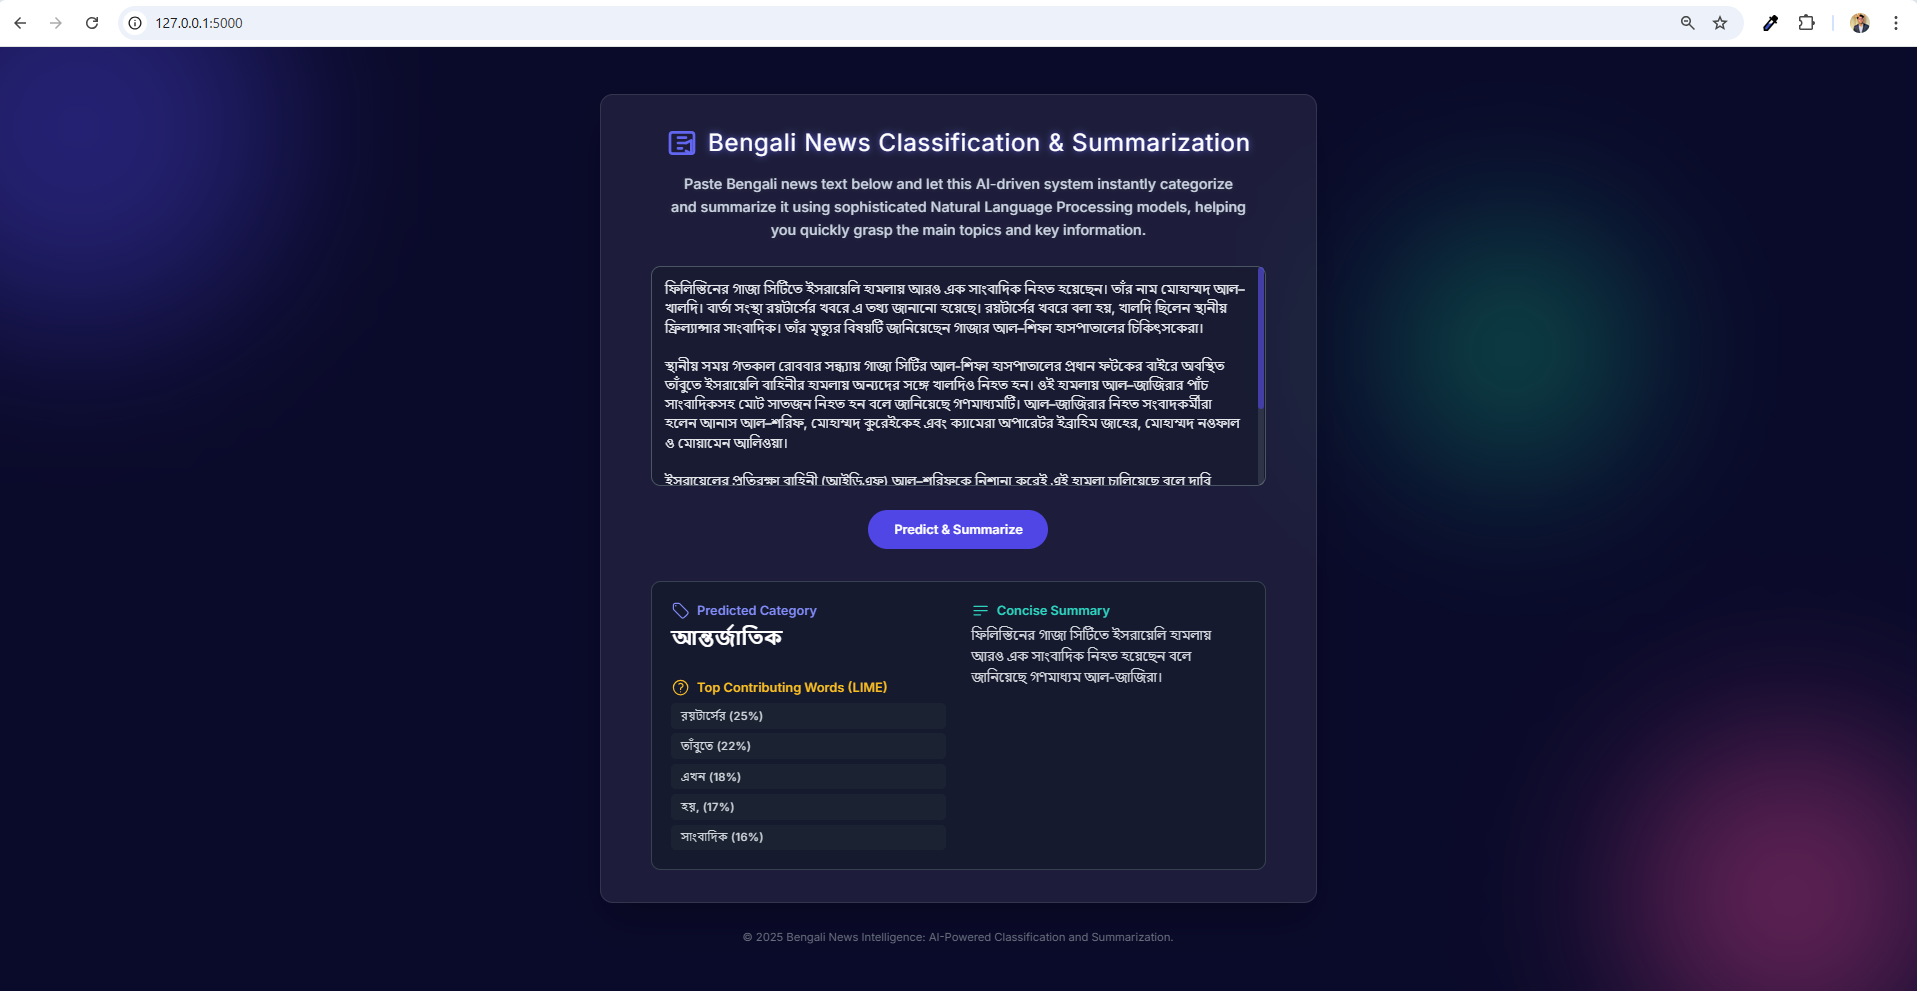 127.0.0.1:5000
Bengali News Classification & Summarization
Paste Bengali news text below and let this AI-driven system instantly categorize
and summarize it using sophisticated Natural Language Processing models, helping
you quickly grasp the main topics and key information.
ফিলিস্তিনের গাজা সিটিতে ইসরায়েলি হামলায় আরও এক সাংবাদিক নিহত হয়েছেন। তাঁর নাম মোহাম্মদ আল–
খালদি। বার্তা সংস্থা রয়টার্সের খবরে এ তথ্য জানানো হয়েছে। রয়টার্সের খবরে বলা হয়, খালদি ছিলেন স্থানীয়
ফ্রিল্যান্সার সাংবাদিক। তাঁর মৃত্যুর বিষয়টি জানিয়েছেন গাজার আল–শিফা হাসপাতালের চিকিৎসকেরা।
স্থানীয় সময় গতকাল রোববার সন্ধ্যায় গাজা সিটির আল-শিফা হাসপাতালের প্রধান ফটকের বাইরে অবস্থিত
তাঁবুতে ইসরায়েলি বাহিনীর হামলায় অন্যদের সঙ্গে খালদিও নিহত হন। ওই হামলায় আল–জাজিরার পাঁচ
সাংবাদিকসহ মোট সাতজন নিহত হন বলে জানিয়েছে গণমাধ্যমটি। আল–জাজিরার নিহত সংবাদকর্মীরা
হলেন আনাস আল–শরিফ, মোহাম্মদ কুরেইকেহ এবং ক্যামেরা অপারেটর ইব্রাহিম জাহের, মোহাম্মদ নওফাল
ও মোয়ামেন আলিওয়া।
ইসরায়েলের প্রতিরক্ষা বাহিনী (আইডিএফ) আল–শরিফকে নিশানা করেই এই হামলা চালিয়েছে বলে দাবি
Predict & Summarize
Predicted Category
আন্তর্জাতিক
Top Contributing Words (LIME)
রয়টার্সের (25%)
তাঁবুতে (22%)
এখন (18%)
হয়, (17%)
সাংবাদিক (16%)
Concise Summary
ফিলিস্তিনের গাজা সিটিতে ইসরায়েলি হামলায়
আরও এক সাংবাদিক নিহত হয়েছেন বলে
জানিয়েছে গণমাধ্যম আল-জাজিরা।
© 2025 Bengali News Intelligence: AI-Powered Classification and Summarization.